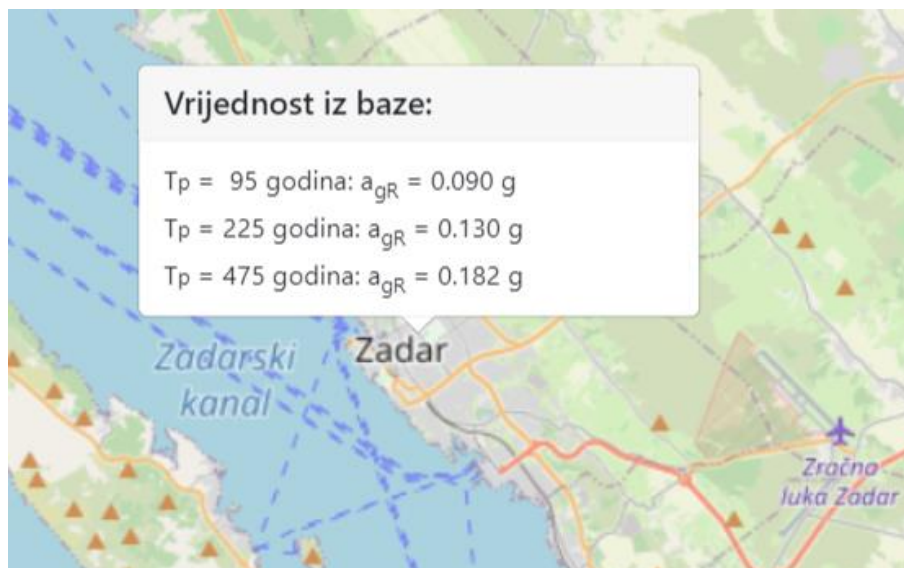 Vrijednost iz baze:
Tp = 95 godina: agR = 0.090 g
Tp = 225 godina: agR = 0.130 g
Tp = 475 godina: agR = 0.182 g
Zadarski
kanal
Zadar
Zračna
luka Zadar